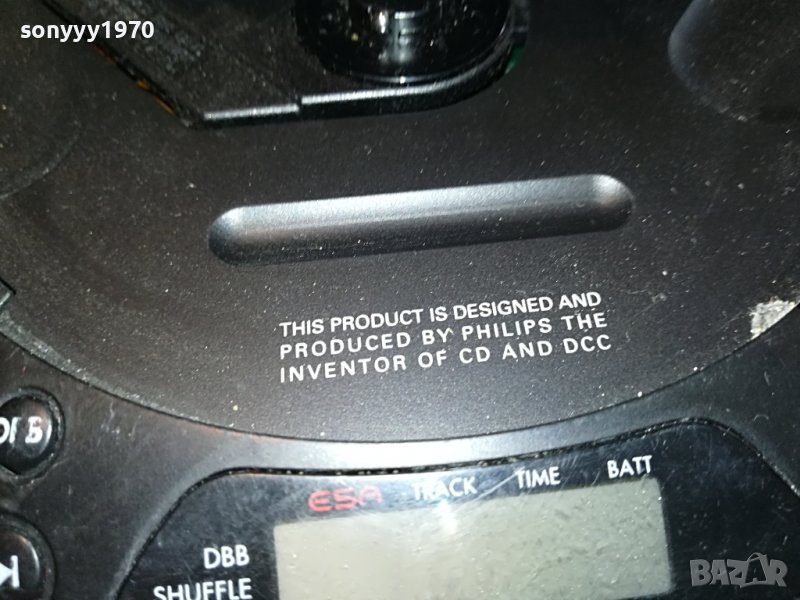 sonyyy1970
THIS PRODUCT IS DESIGNED AND
PRODUCED BY PHILIPS THE
INVENTOR OF CD AND DCC
ESA TRACK TIME BATT
DBB
SHUFFLE
BAZAR